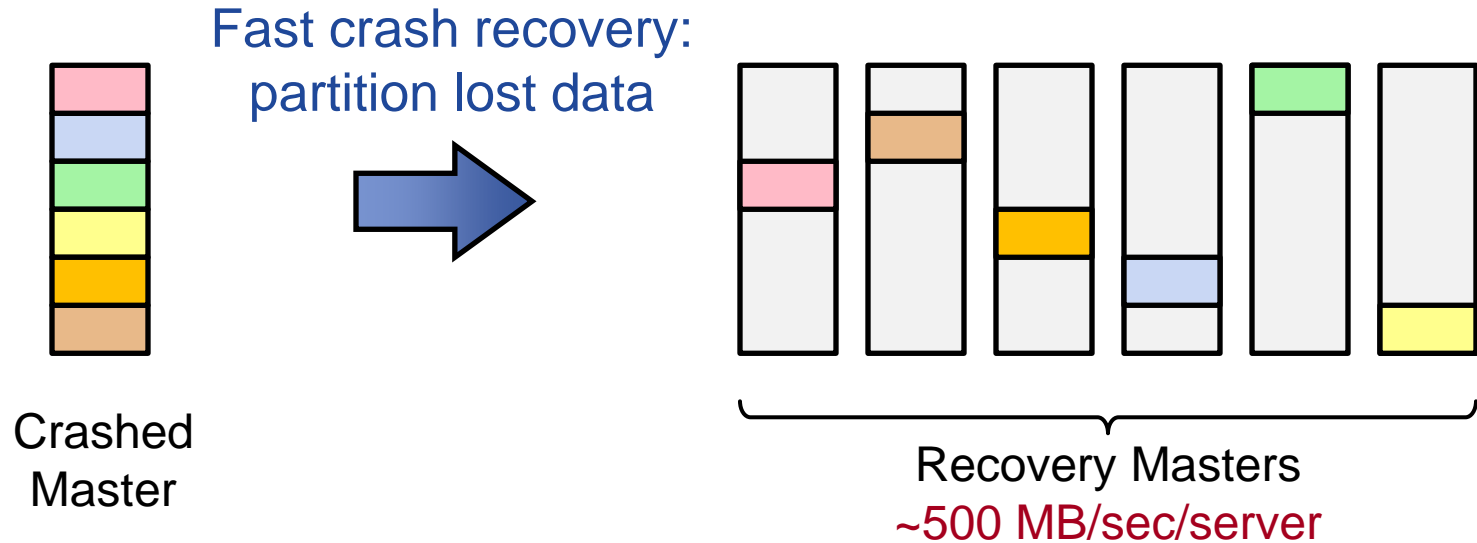 Fast crash recovery:
partition lost data
Crashed
Master
Recovery Masters
~500 MB/sec/server